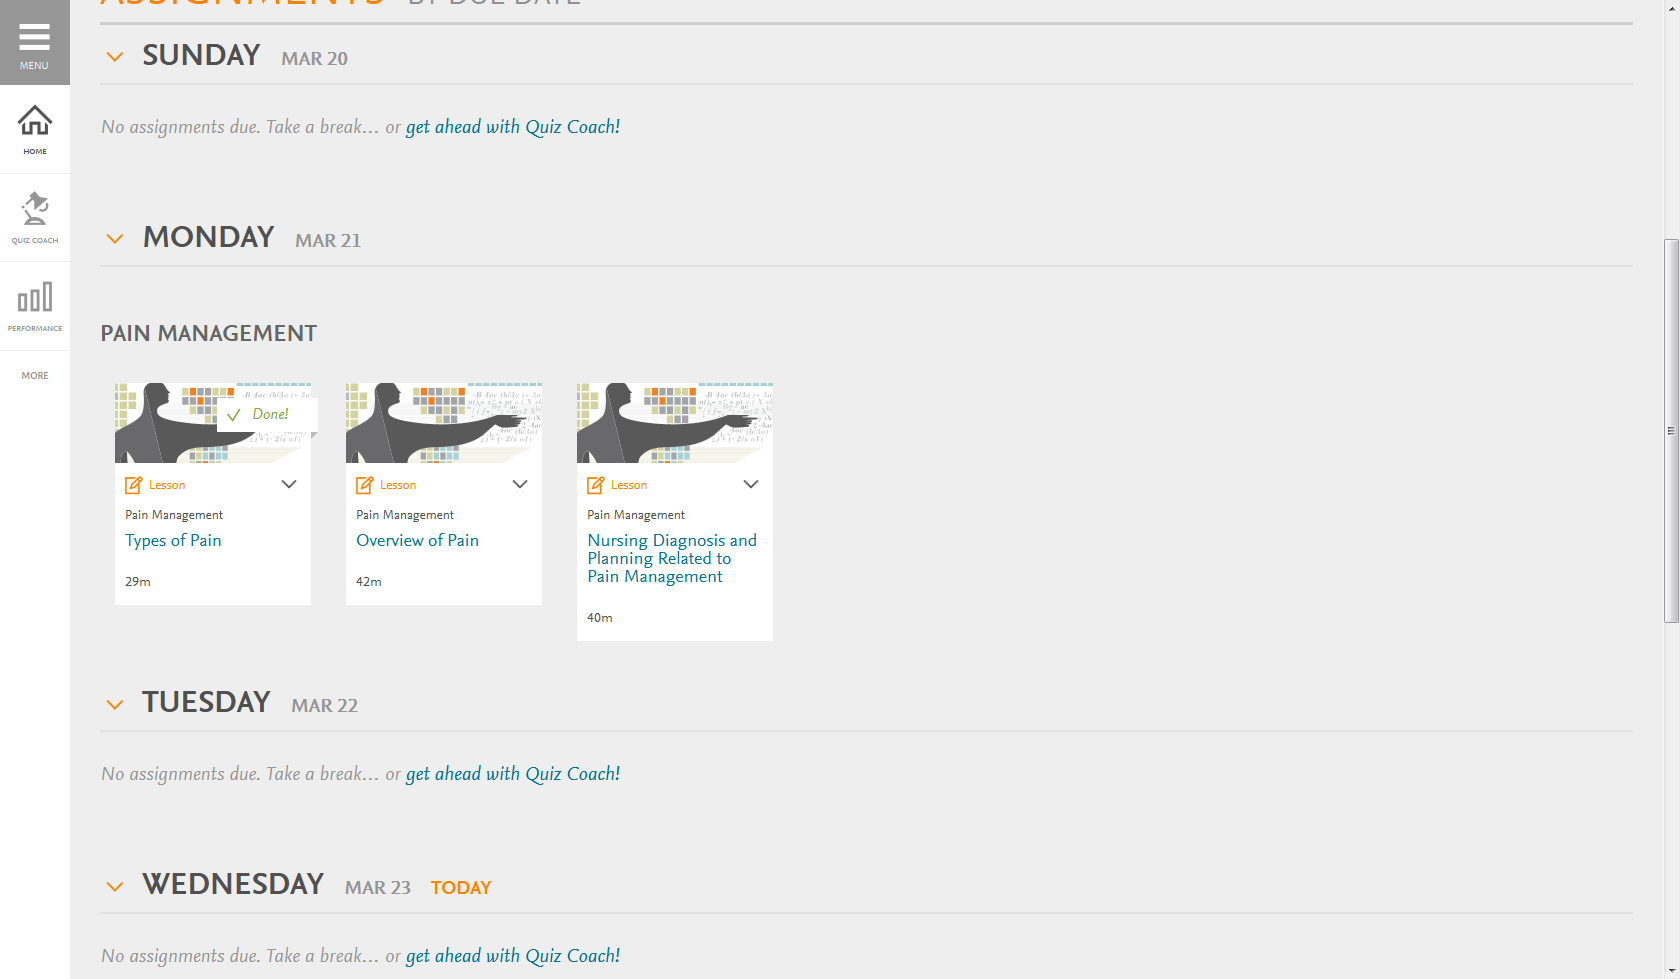 ASSIGNMENTS BY DUE DATE
MENU
HOME
QUIZ COACH
PERFORMANCE
MORE
SUNDAY MAR 20
No assignments due. Take a break... or get ahead with Quiz Coach!
MONDAY MAR 21
PAIN MANAGEMENT
Done!
Lesson
Pain Management
Types of Pain
29m
Lesson
Pain Management
Overview of Pain
42m
Lesson
Pain Management
Nursing Diagnosis and
Planning Related to
Pain Management
40m
TUESDAY MAR 22
No assignments due. Take a break... or get ahead with Quiz Coach!
WEDNESDAY MAR 23 TODAY
No assignments due. Take a break... or get ahead with Quiz Coach!